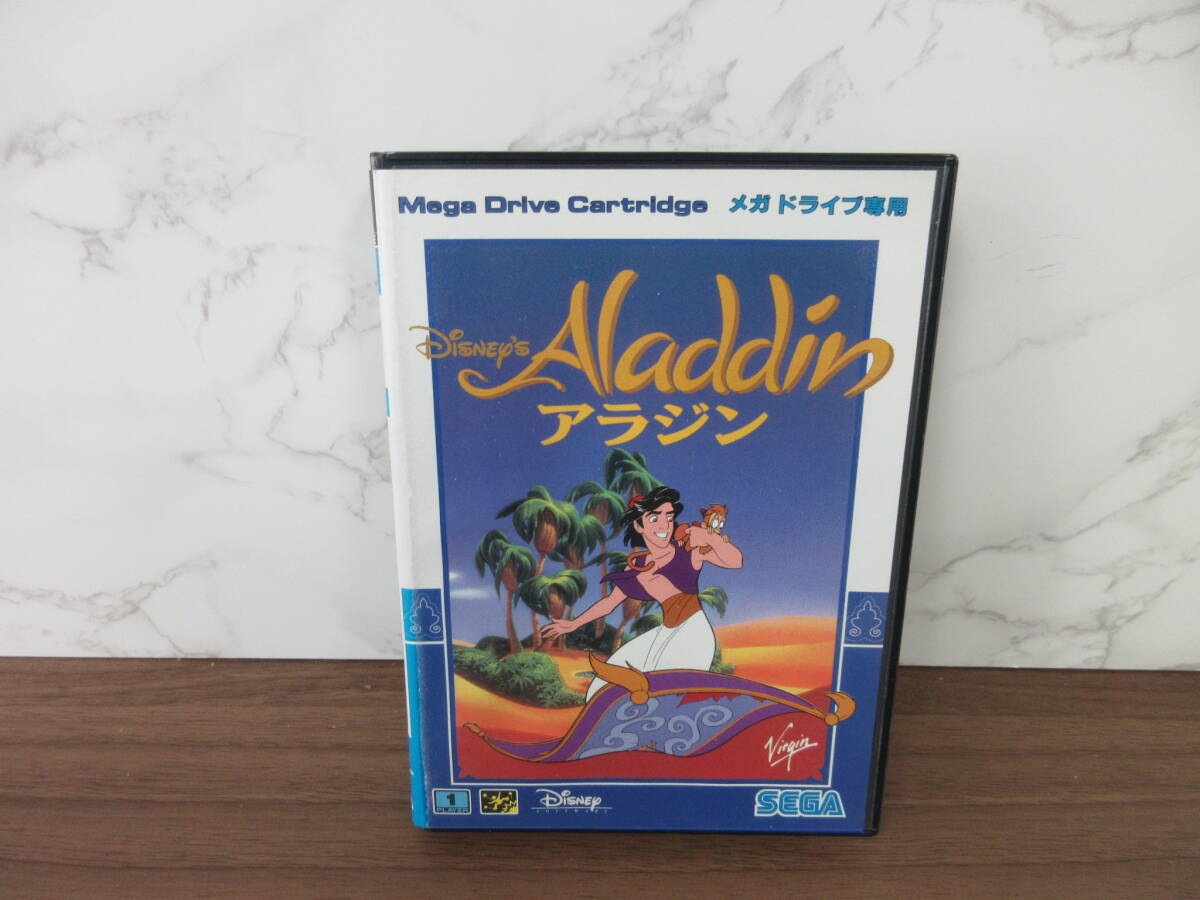 Mega Drive Cartridge メガドライブ専用
DISNEY'S Aladdin
アラジン
Virgin
1
PLAYER
DISNEY
SOFTWARE
SEGA